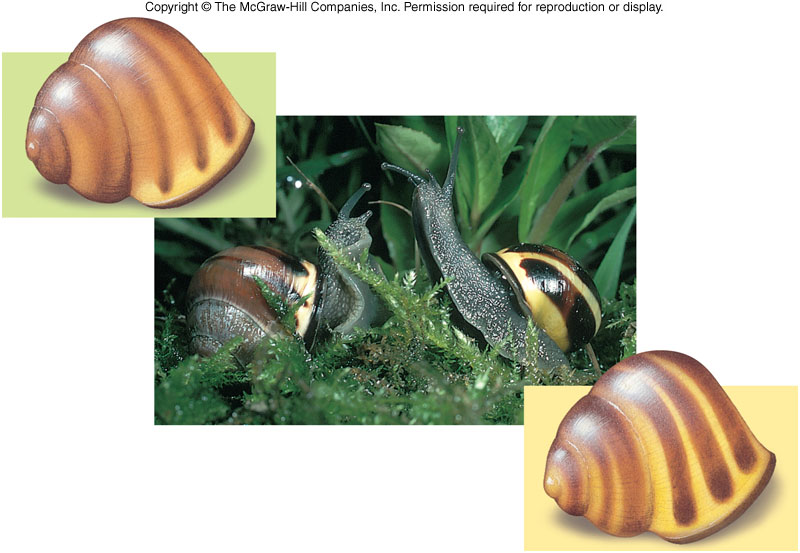 Copyright © The McGraw-Hill Companies, Inc. Permission required for reproduction or display.